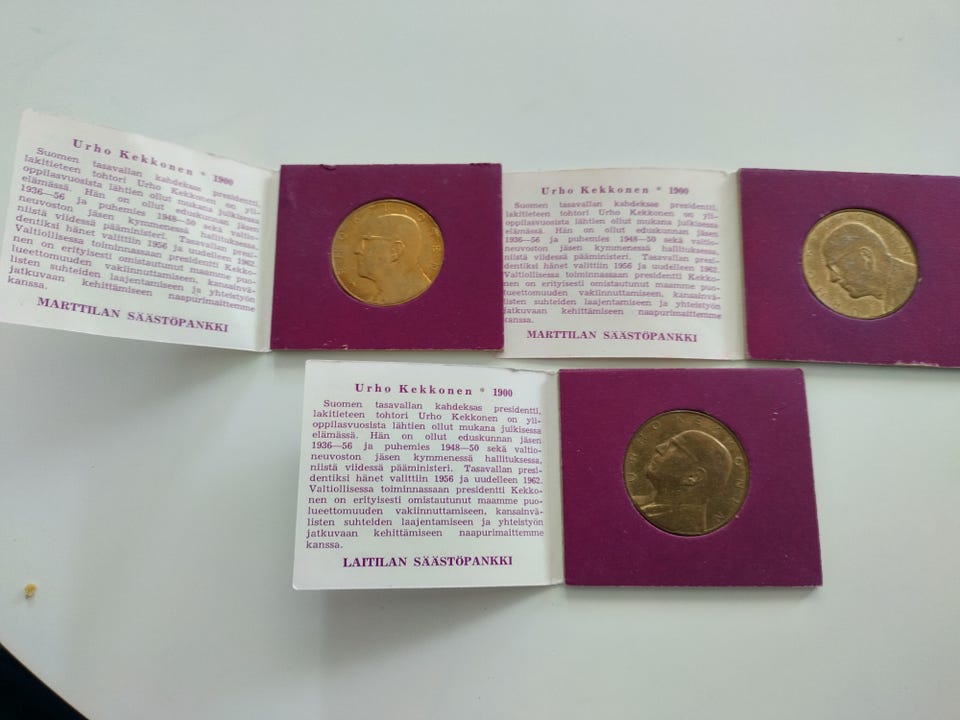 Urho Kekkonen * 1900
Suomen tasavallan kahdeksas presidentti,
lakitieteen tohtori Urho Kekkonen on yli-
oppilasvuosista lähtien ollut mukana julkisessa
elämässä. Hän on ollut eduskunnan jäsen
1936—56 ja puhemies 1948—50 sekä valtio-
neuvoston jäsen kymmenessä hallituksessa,
niistä viidessä pääministeri. Tasavallan presi-
dentiksi hänet valittiin 1956 ja uudelleen 1962.
Valtiollisessa toiminnassaan presidentti Kekko-
nen on erityisesti omistautunut maamme puo-
lueettomuuden vakiinnuttamiseen, kansainvä-
listen suhteiden laajentamiseen ja yhteistyön
jatkuvaan kehittämiseen naapurimaittemme
kanssa.
MARTTILAN SÄÄSTÖPANKKI
Urho Kekkonen * 1900
Suomen tasavallan kahdeksas presidentti,
lakitieteen tohtori Urho Kekkonen on yli-
oppilasvuosista lähtien ollut mukana julkisessa
elämässä. Hän on ollut eduskunnan jäsen
1936—56 ja puhemies 1948—50 sekä valtio-
neuvoston jäsen kymmenessä hallituksessa,
niistä viidessä pääministeri. Tasavallan presi-
dentiksi hänet valittiin 1956 ja uudelleen 1962.
Valtiollisessa toiminnassaan presidentti Kekko-
nen on erityisesti omistautunut maamme puo-
lueettomuuden vakiinnuttamiseen, kansainvä-
listen suhteiden laajentamiseen ja yhteistyön
jatkuvaan kehittämiseen naapurimaittemme
kanssa.
MARTTILAN SÄÄSTÖPANKKI
Urho Kekkonen * 1900
Suomen tasavallan kahdeksas presidentti,
lakitieteen tohtori Urho Kekkonen on yli-
oppilasvuosista lähtien ollut mukana julkisessa
elämässä. Hän on ollut eduskunnan jäsen
1936—56 ja puhemies 1948—50 sekä valtio-
neuvoston jäsen kymmenessä hallituksessa,
niistä viidessä pääministeri. Tasavallan presi-
dentiksi hänet valittiin 1956 ja uudelleen 1962.
Valtiollisessa toiminnassaan presidentti Kekko-
nen on erityisesti omistautunut maamme puo-
lueettomuuden vakiinnuttamiseen, kansainvä-
listen suhteiden laajentamiseen ja yhteistyön
jatkuvaan kehittämiseen naapurimaittemme
kanssa.
LAITILAN SÄÄSTÖPANKKI
URHO KEKKONEN